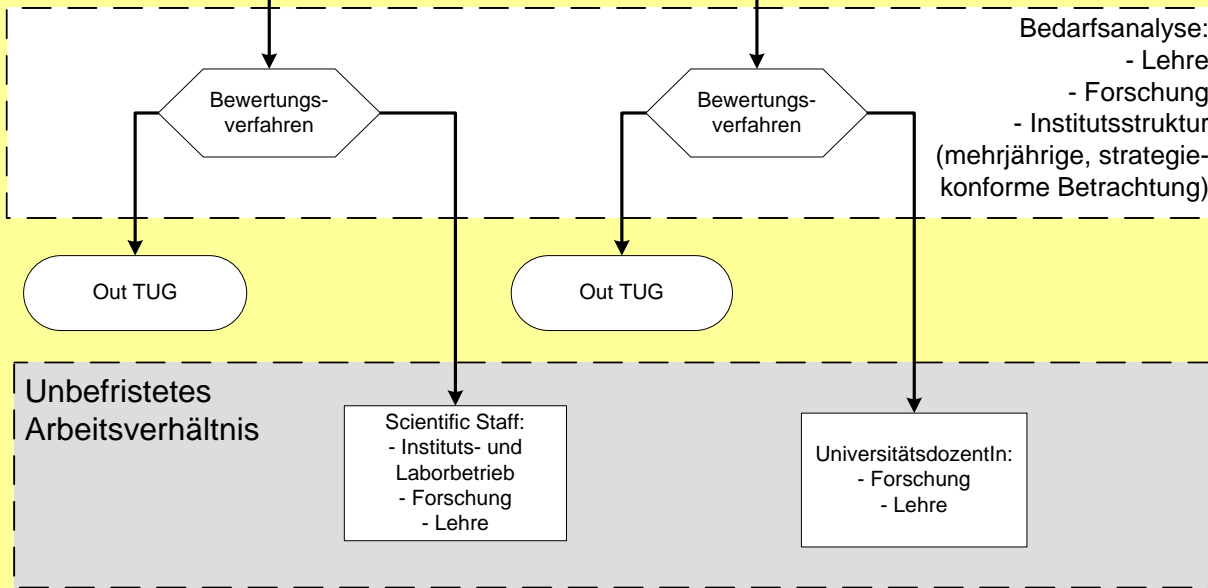 Bedarfsanalyse:
- Lehre
- Forschung
- Institutsstruktur
(mehrjährige, strategie-
konforme Betrachtung)
Bewertungs-
verfahren
Bewertungs-
verfahren
Out TUG
Out TUG
Unbefristetes
Arbeitsverhältnis
Scientific Staff:
- Instituts- und
Laborbetrieb
- Forschung
- Lehre
UniversitätsdozentIn:
- Forschung
- Lehre